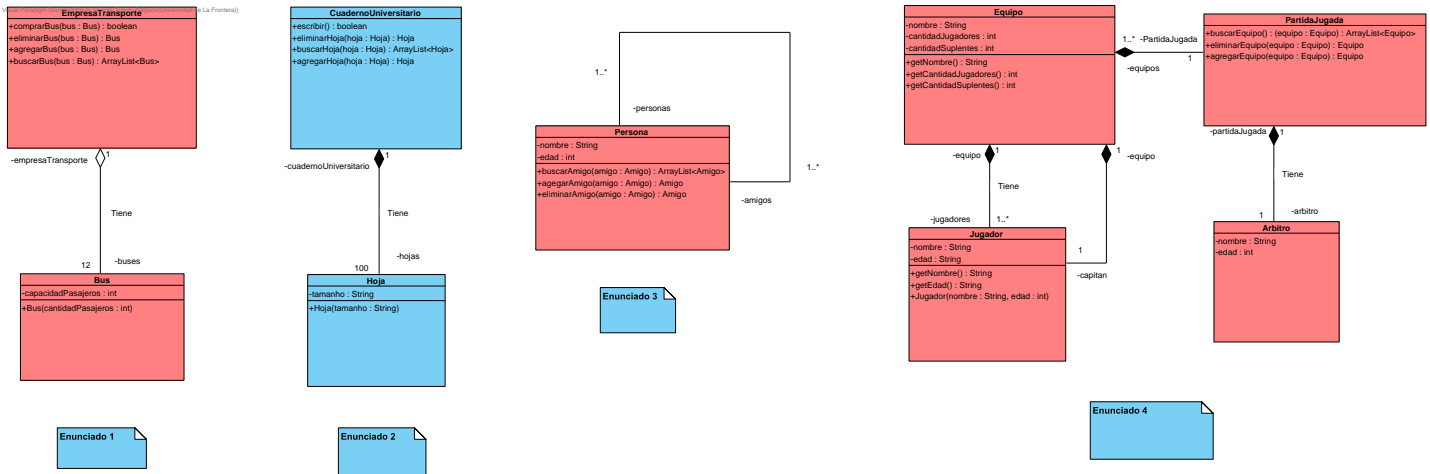 EmpresaTransporte
+comprarBus(bus : Bus) : boolean
+eliminarBus(bus : Bus) : Bus
+agregarBus(bus : Bus) : Bus
+buscarBus(bus : Bus) : ArrayList<Bus>
-empresaTransporte
1
Tiene
12
-buses
Bus
-capacidadPasajeros : int
+Bus(cantidadPasajeros : int)
Enunciado 1
CuadernoUniversitario
+escribir() : boolean
+eliminarHoja(hoja : Hoja) : Hoja
+buscarHoja(hoja : Hoja) : ArrayList<Hoja>
+agregarHoja(hoja : Hoja) : Hoja
-cuadernoUniversitario
1
Tiene
-hojas
100
Hoja
-tamanho : String
+Hoja(tamanho : String)
Enunciado 2
1..*
-personas
Persona
-nombre : String
-edad : int
+buscarAmigo(amigo : Amigo) : ArrayList<Amigo>
+agegarAmigo(amigo : Amigo) : Amigo
+eliminarAmigo(amigo : Amigo) : Amigo
1..*
-amigos
Enunciado 3
Equipo
-nombre : String
-cantidadJugadores : int
-cantidadSuplentes : int
+getNombre() : String
+getCantidadJugadores() : int
+getCantidadSuplentes() : int
1..*
-PartidaJugada
-equipos
1
PartidaJugada
+buscarEquipo() : (equipo : Equipo) : ArrayList<Equipo>
+eliminarEquipo(equipo : Equipo) : Equipo
+agregarEquipo(equipo : Equipo) : Equipo
-equipo
1
Tiene
-jugadores
1..*
1
-equipo
1
-capitan
Jugador
-nombre : String
-edad : String
+getNombre() : String
+getEdad() : String
+Jugador(nombre : String, edad : int)
-partidaJugada
1
Tiene
1
-arbitro
Arbitro
-nombre : String
-edad : int
Enunciado 4